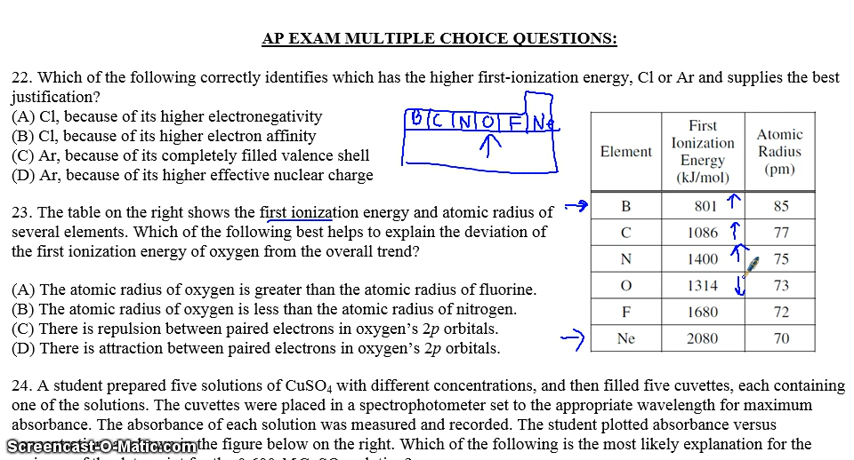 AP EXAM MULTIPLE CHOICE QUESTIONS:
22. Which of the following correctly identifies which has the higher first-ionization energy, Cl or Ar and supplies the best
justification?
(A) Cl, because of its higher electronegativity
(B) Cl, because of its higher electron affinity
(C) Ar, because of its completely filled valence shell
(D) Ar, because of its higher effective nuclear charge
B C N O F Ne
23. The table on the right shows the first ionization energy and atomic radius of
several elements. Which of the following best helps to explain the deviation of
the first ionization energy of oxygen from the overall trend?
(A) The atomic radius of oxygen is greater than the atomic radius of fluorine.
(B) The atomic radius of oxygen is less than the atomic radius of nitrogen.
(C) There is repulsion between paired electrons in oxygen's 2p orbitals.
(D) There is attraction between paired electrons in oxygen's 2p orbitals.
Element First Ionization Energy (kJ/mol) Atomic Radius (pm)
B 801 85
C 1086 77
N 1400 75
O 1314 73
F 1680 72
Ne 2080 70
24. A student prepared five solutions of CuSO₄ with different concentrations, and then filled five cuvettes, each containing
one of the solutions. The cuvettes were placed in a spectrophotometer set to the appropriate wavelength for maximum
absorbance. The absorbance of each solution was measured and recorded. The student plotted absorbance versus
Screencast-O-Matic.com the figure below on the right. Which of the following is the most likely explanation for the